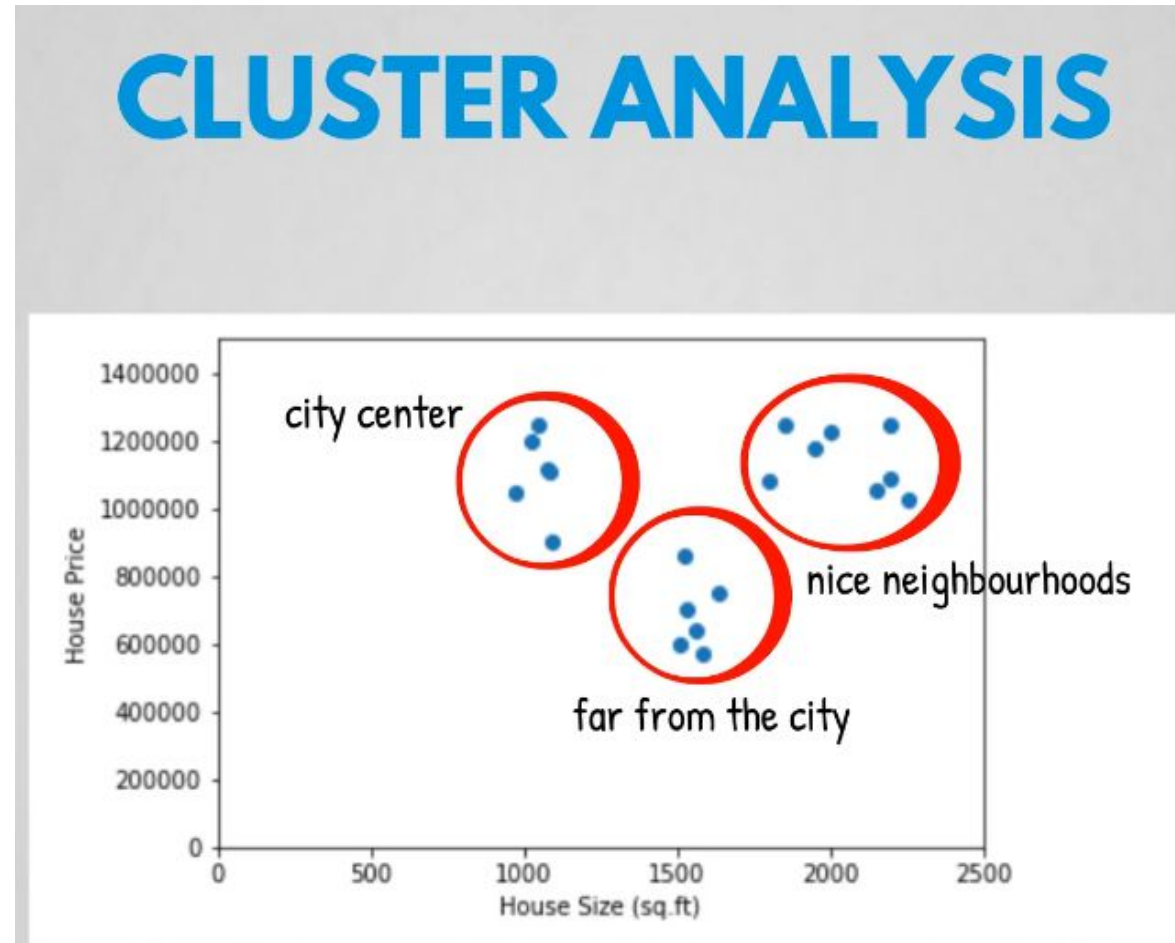 CLUSTER ANALYSIS
1400000
1200000
1000000
800000
600000
400000
200000
0
House Price
city center
nice neighbourhoods
far from the city
0 500 1000 1500 2000 2500
House Size (sq.ft)